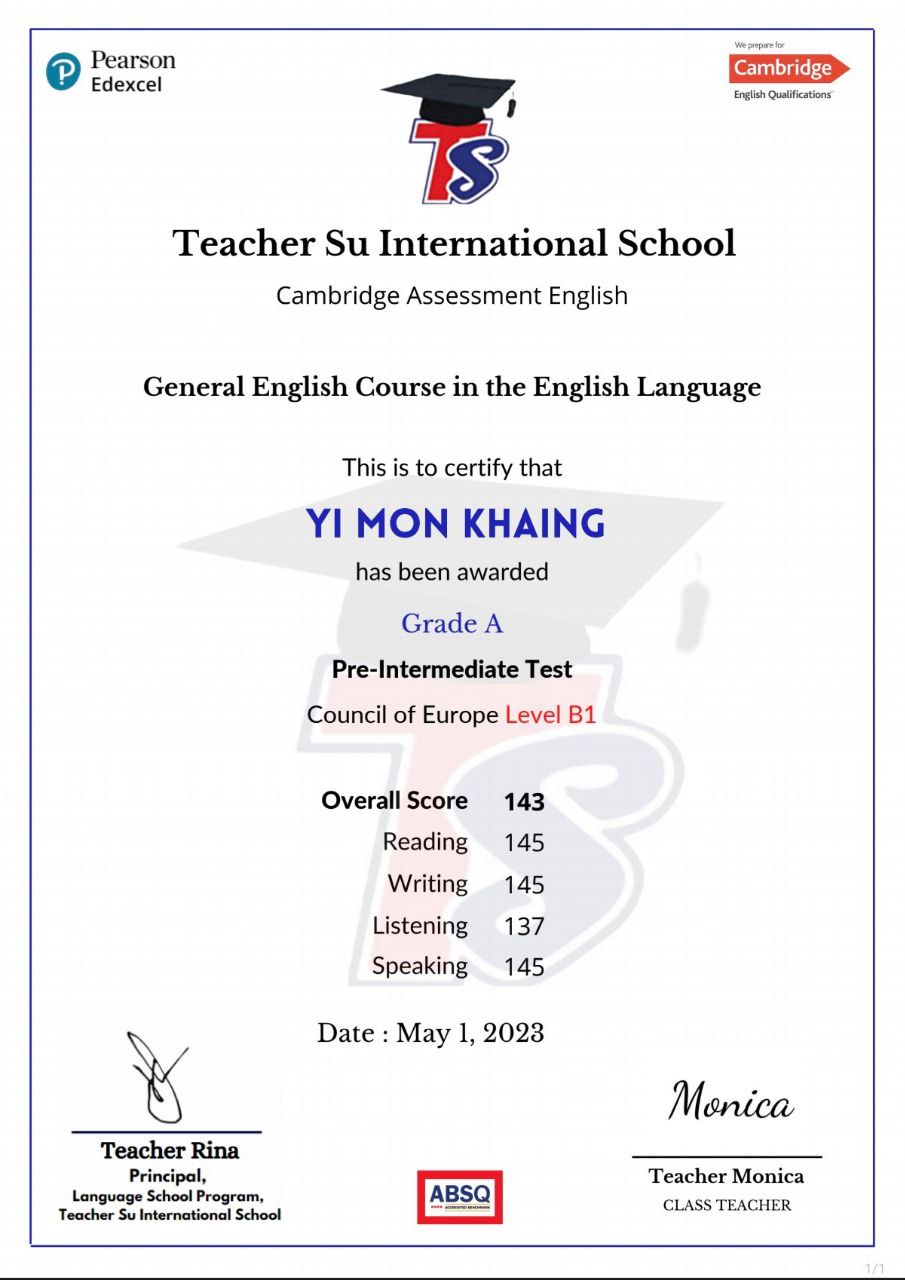 Pearson
Edexcel
We prepare for
Cambridge
English Qualifications™
TS
Teacher Su International School
Cambridge Assessment English
General English Course in the English Language
This is to certify that
YI MON KHAING
has been awarded
Grade A
Pre-Intermediate Test
Council of Europe Level B1
Overall Score 143
Reading 145
Writing 145
Listening 137
Speaking 145
Date : May 1, 2023
Teacher Rina
Principal,
Language School Program,
Teacher Su International School
ABSQ
ACCREDITED BENCHMARK
Monica
Teacher Monica
CLASS TEACHER
1/1